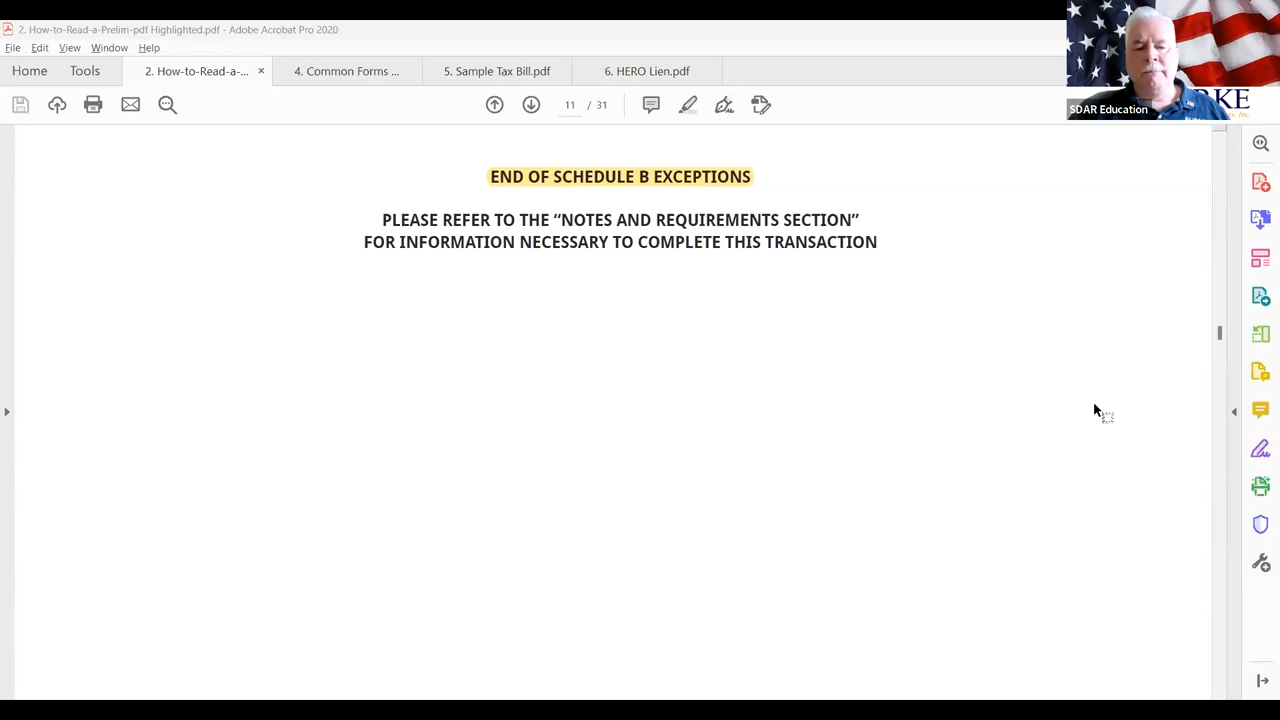 2. How-to-Read-a-Prelim-pdf Highlighted.pdf - Adobe Acrobat Pro 2020
File Edit View Window Help
Home Tools 2. How-to-Read-a-... × 4. Common Forms ... 5. Sample Tax Bill.pdf 6. HERO Lien.pdf
11 / 31
SDAR Education
END OF SCHEDULE B EXCEPTIONS
PLEASE REFER TO THE “NOTES AND REQUIREMENTS SECTION”
FOR INFORMATION NECESSARY TO COMPLETE THIS TRANSACTION